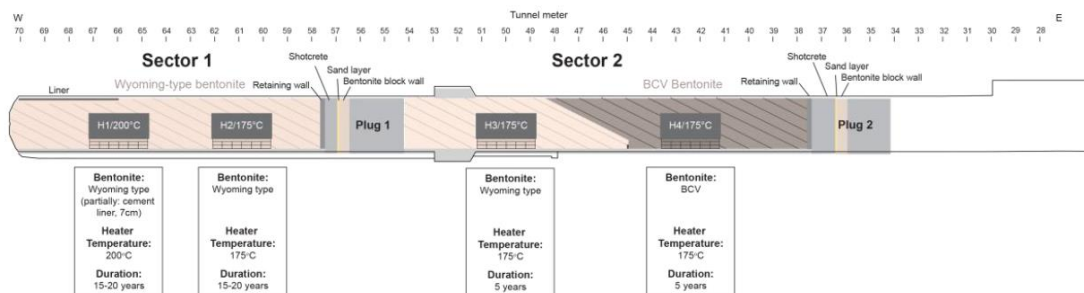 W
Tunnel meter
E
70 69 68 67 66 65 64 63 62 61 60 59 58 57 56 55 54 53 52 51 50 49 48 47 46 45 44 43 42 41 40 39 38 37 36 35 34 33 32 31 30 29 28
Sector 1
Shotcrete
Sand layer
Bentonite block wall
Wyoming-type bentonite
Retaining wall
Sector 2
Shotcrete
Sand layer
Bentonite block wall
BCV Bentonite
Retaining wall
Liner
H1/200°C
H2/175°C
Plug 1
H3/175°C
H4/175°C
Plug 2
Bentonite:
Wyoming type
(partially: cement
liner, 7cm)
Heater
Temperature:
200°C
Duration:
15-20 years
Bentonite:
Wyoming type
Heater
Temperature:
175°C
Duration:
15-20 years
Bentonite:
Wyoming type
Heater
Temperature:
175°C
Duration:
5 years
Bentonite:
BCV
Heater
Temperature:
175°C
Duration:
5 years